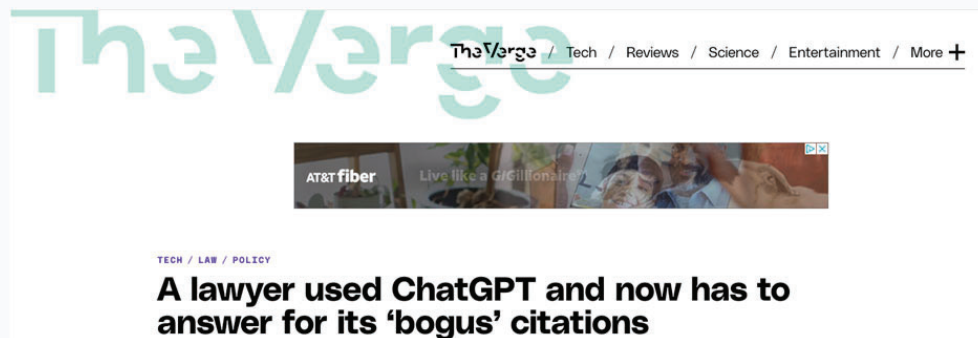 The Verge
The Verge / Tech / Reviews / Science / Entertainment / More +
AT&T fiber Live like a G/Gillionaire
TECH / LAW / POLICY
A lawyer used ChatGPT and now has to
answer for its ‘bogus’ citations